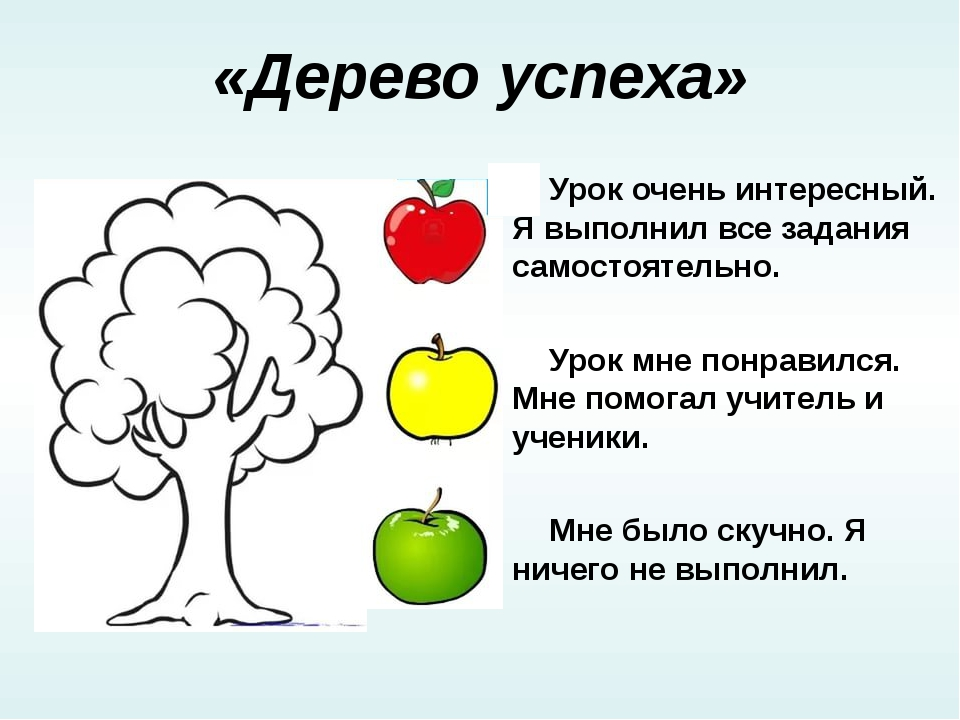 «Дерево успеха»
Урок очень интересный.
Я выполнил все задания
самостоятельно.
Урок мне понравился.
Мне помогал учитель и
ученики.
Мне было скучно. Я
ничего не выполнил.